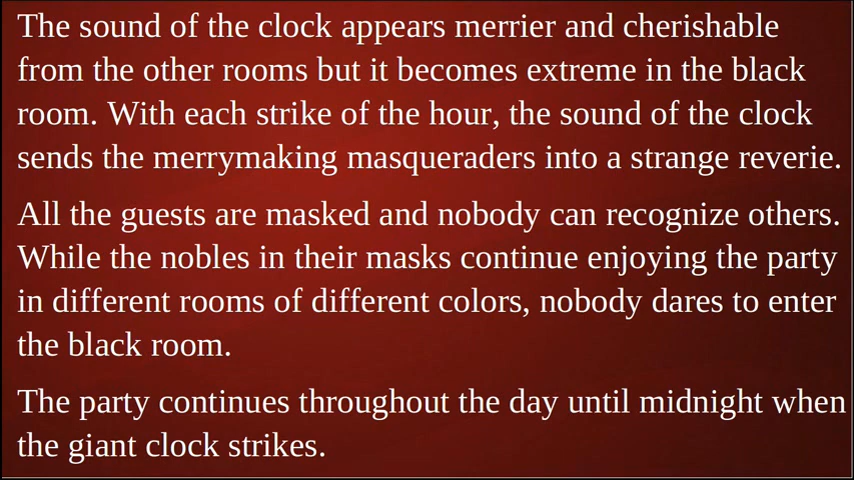 The sound of the clock appears merrier and cherishable
from the other rooms but it becomes extreme in the black
room. With each strike of the hour, the sound of the clock
sends the merrymaking masqueraders into a strange reverie.
All the guests are masked and nobody can recognize others.
While the nobles in their masks continue enjoying the party
in different rooms of different colors, nobody dares to enter
the black room.
The party continues throughout the day until midnight when
the giant clock strikes.